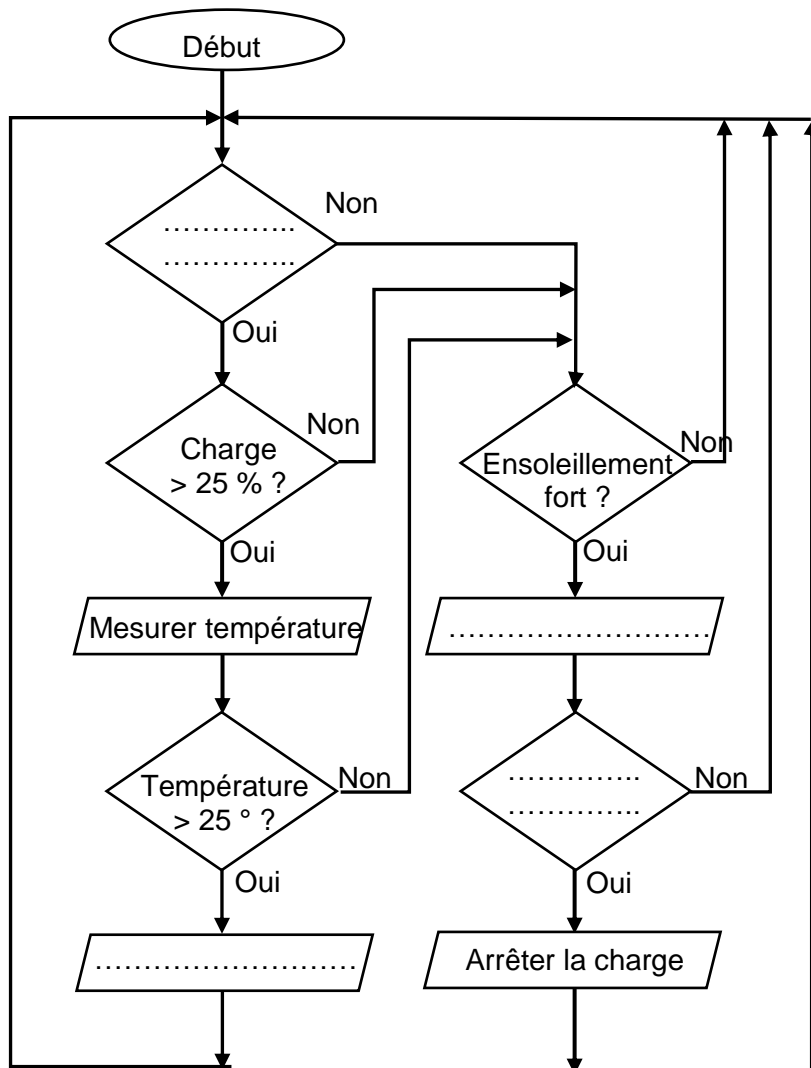 Début
Non
…………..
…………..
Oui
Charge
> 25 % ?
Non
Oui
Mesurer température
Température
> 25 ° ?
Non
Oui
………………………
Ensoleillement
fort ?
Non
Oui
………………………
…………..
…………..
Non
Oui
Arrêter la charge